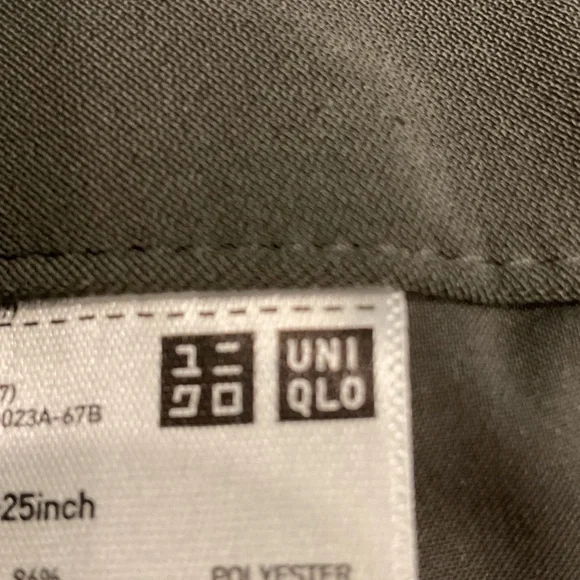 ユニ UNI
クロ QLO
7)
023A-67B
25inch
86% POLYESTER